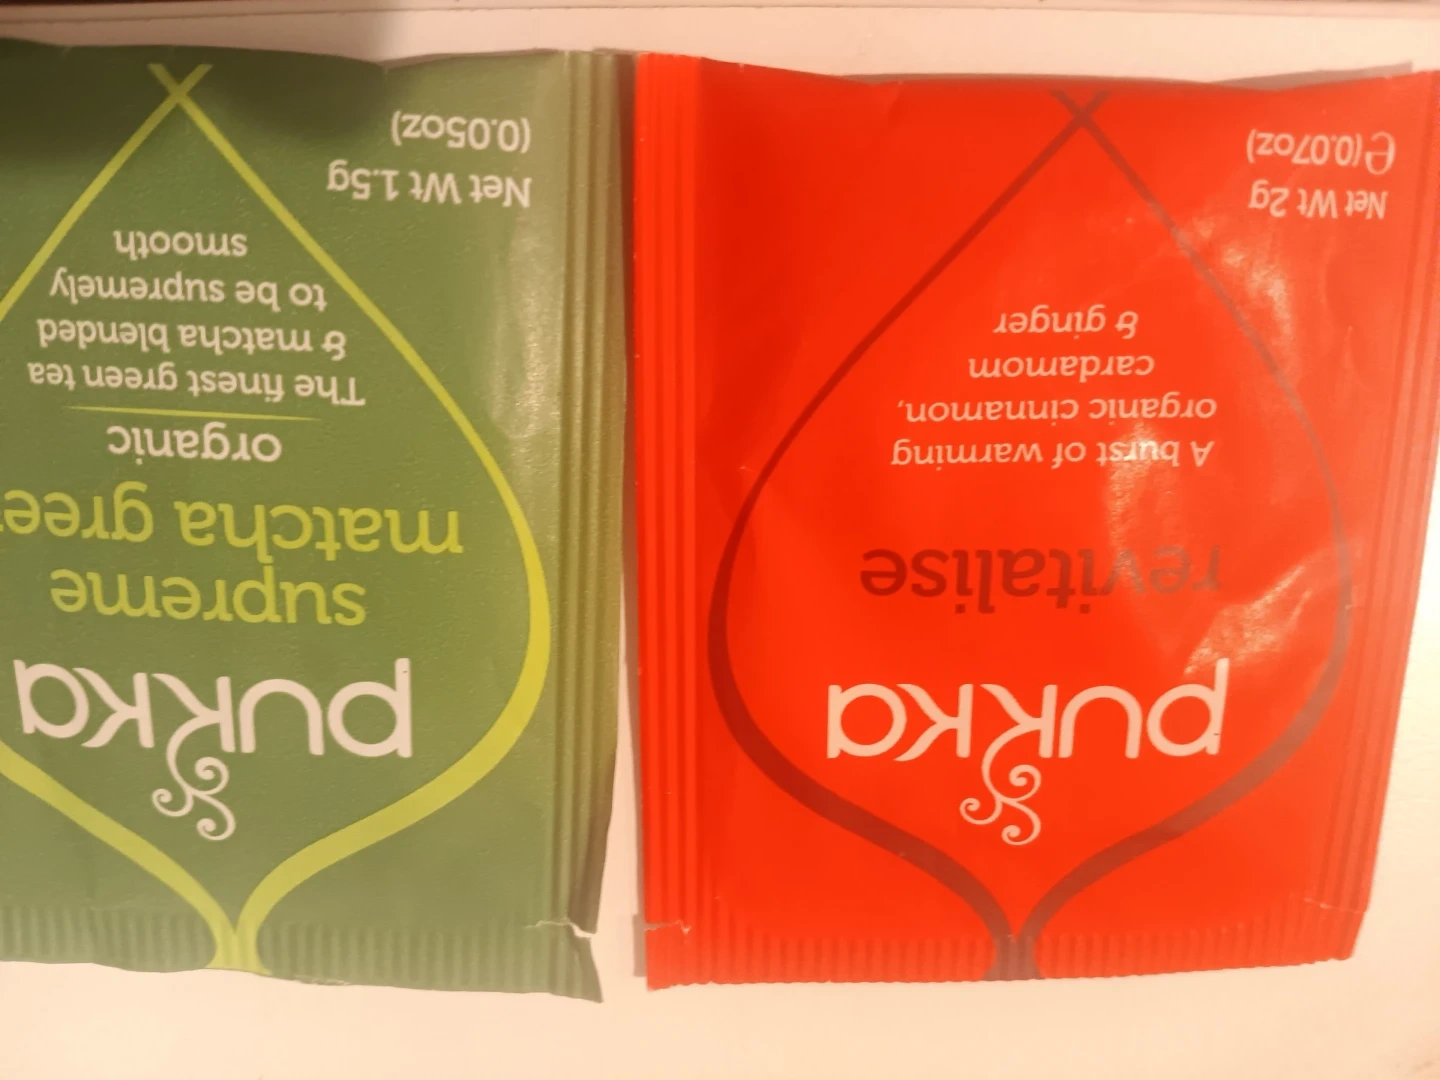 pukka
revitalise
A burst of warming
organic cinnamon,
cardamom
& ginger
Net Wt 2g
e(0.07oz)
pukka
supreme
matcha gree
organic
The finest green tea
& matcha blended
to be supremely
smooth
Net Wt 1.5g
(0.05oz)